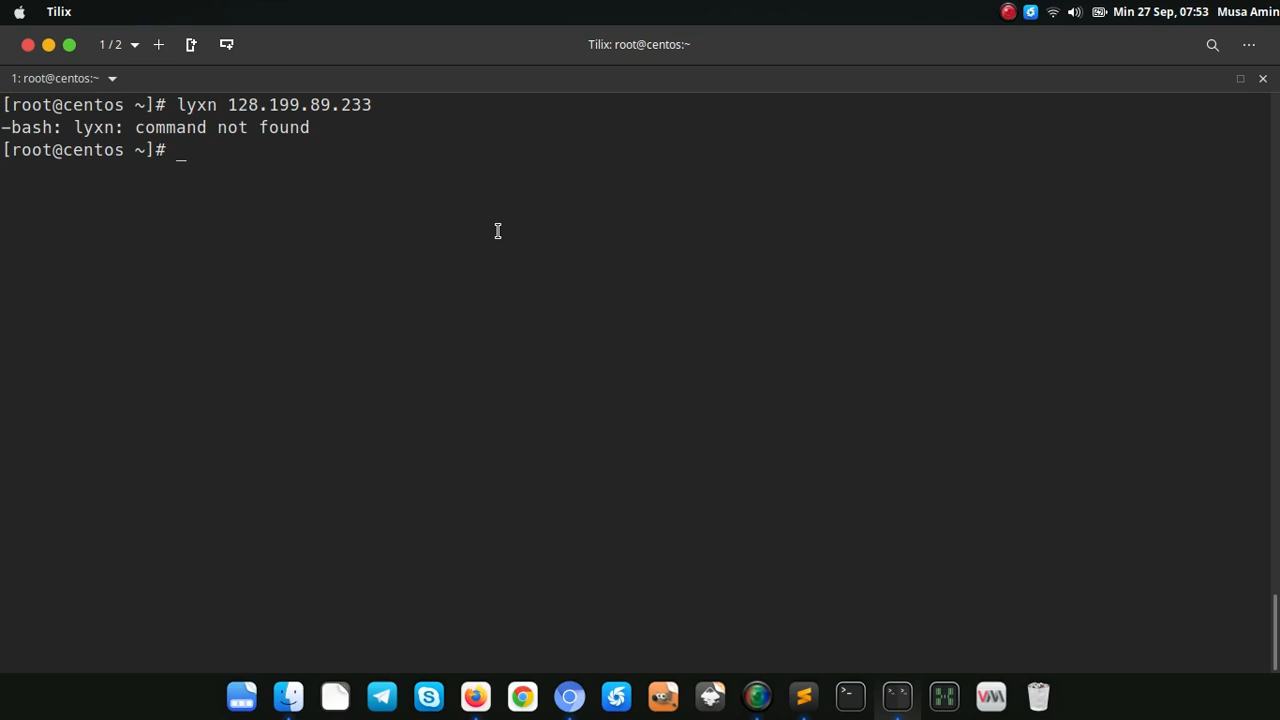 Tilix
Min 27 Sep, 07:53 Musa Amin
1 / 2
Tilix: root@centos:~
1: root@centos:~
[root@centos ~]# lyxn 128.199.89.233
-bash: lyxn: command not found
[root@centos ~]# _